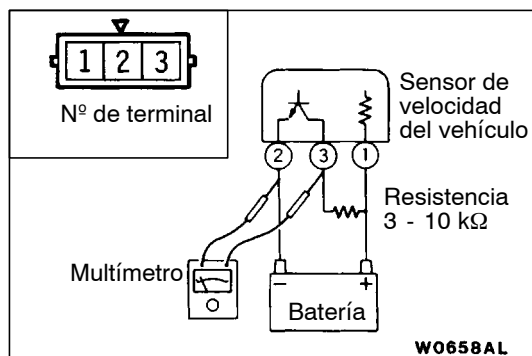 1 2 3
Nº de terminal
Sensor de
velocidad
del vehículo
2 3 1
Resistencia
3 - 10 kΩ
Multímetro
- +
Batería
W0658AL